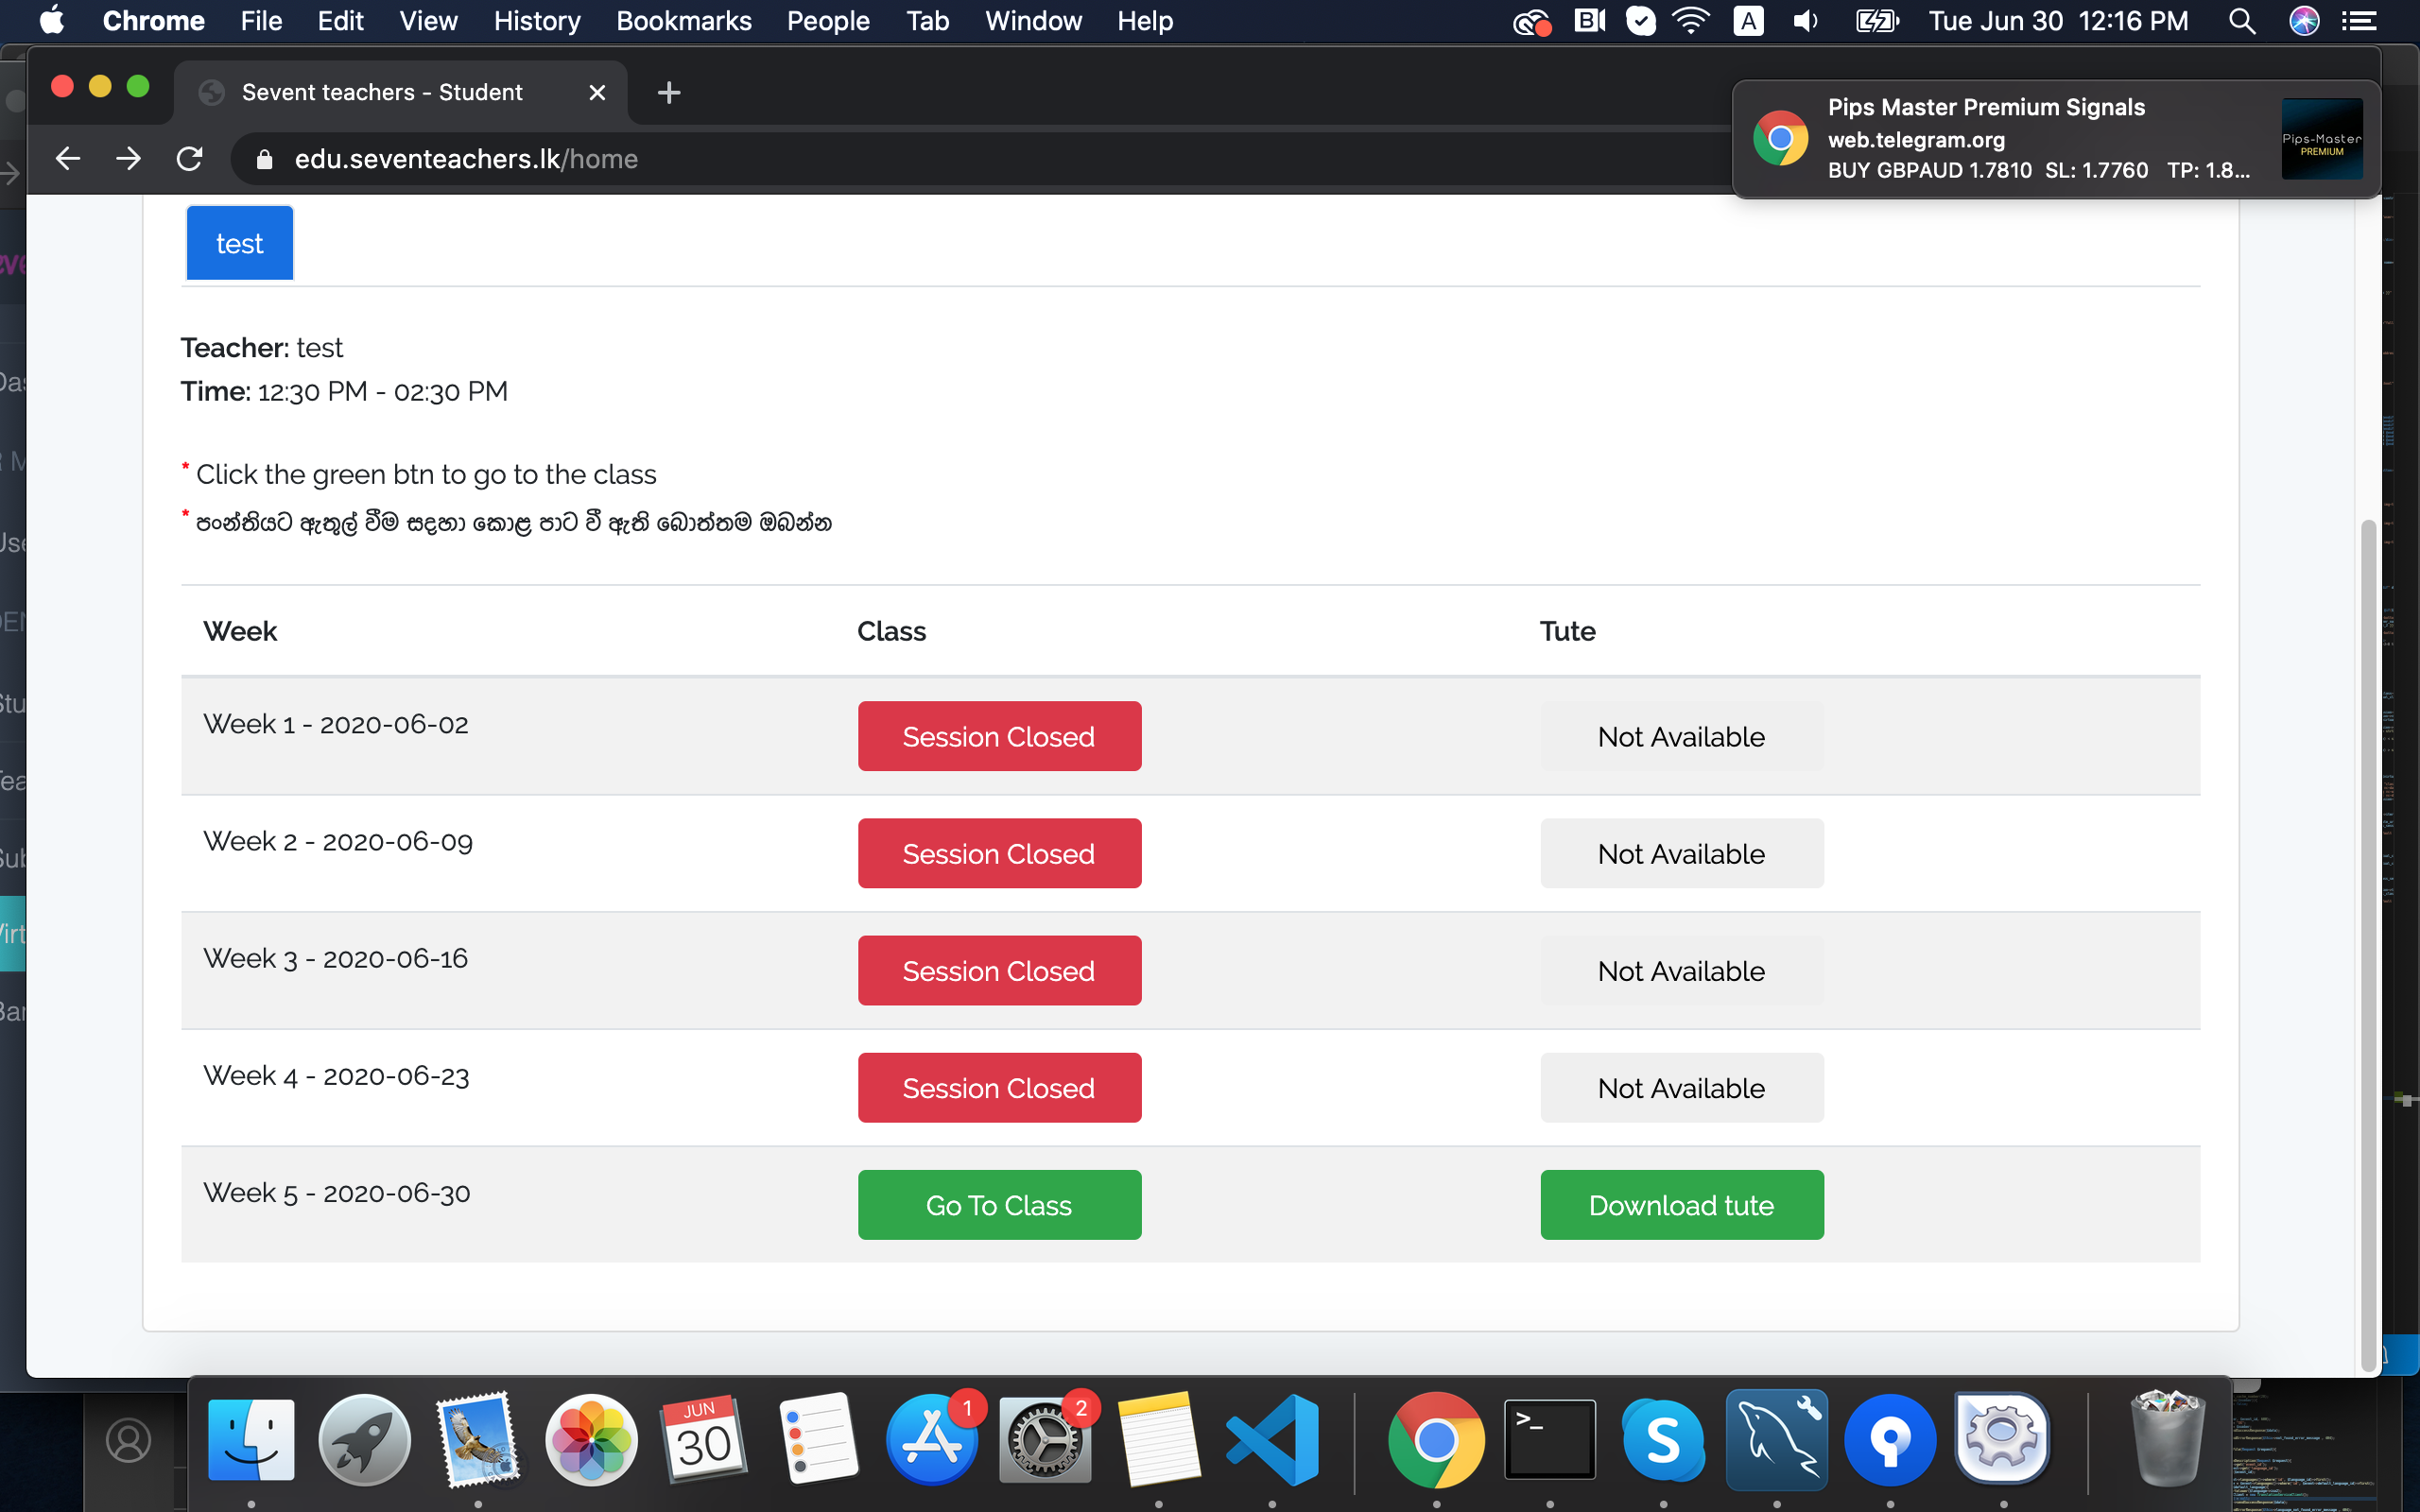 Chrome File Edit View History Bookmarks People Tab Window Help A Tue Jun 30 12:16 PM
Sevent teachers - Student
edu.seventeachers.lk/home
Pips Master Premium Signals
web.telegram.org
BUY GBPAUD 1.7810 SL: 1.7760 TP: 1.8...
Pips-Master
PREMIUM
test
Teacher: test
Time: 12:30 PM - 02:30 PM
* Click the green btn to go to the class
* පංන්තියට ඇතුල් වීම සදහා කොළ පාට වී ඇති බොත්තම ඔබන්න
Week Class Tute
Week 1 - 2020-06-02 Session Closed Not Available
Week 2 - 2020-06-09 Session Closed Not Available
Week 3 - 2020-06-16 Session Closed Not Available
Week 4 - 2020-06-23 Session Closed Not Available
Week 5 - 2020-06-30 Go To Class Download tute
JUN
30
1
2